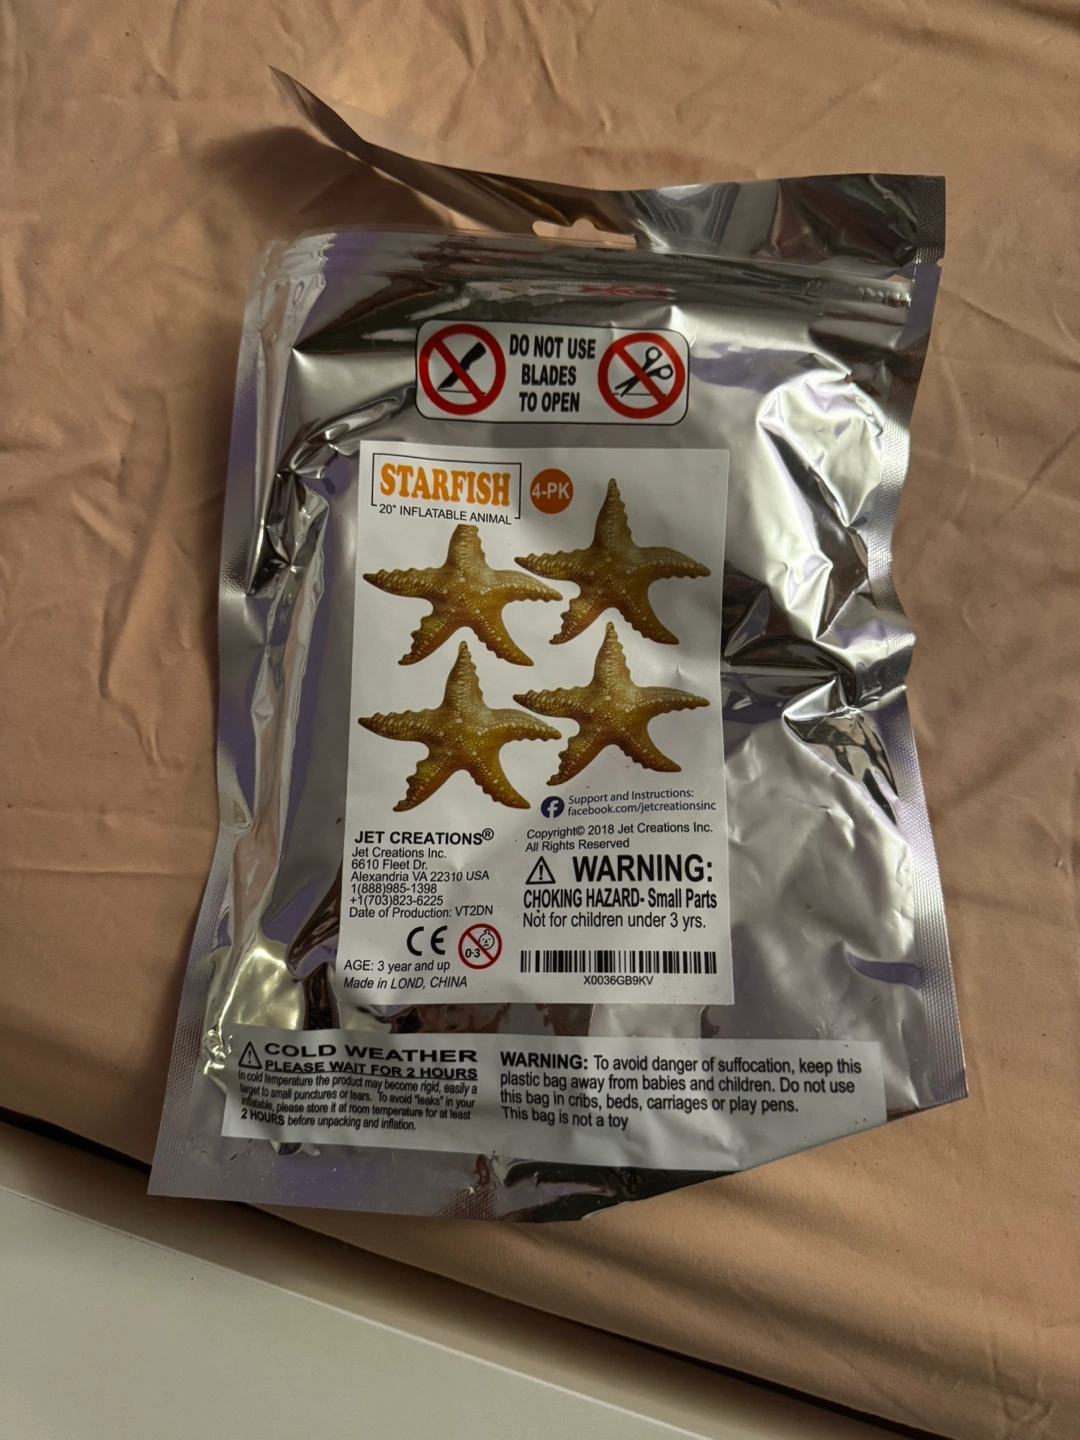 DO NOT USE
BLADES
TO OPEN
STARFISH
20" INFLATABLE ANIMAL
4-PK
Support and Instructions:
facebook.com/jetcreationsinc
JET CREATIONS®
Jet Creations Inc.
6610 Fleet Dr.
Alexandria VA 22310 USA
1(888)985-1398
+1(703)823-6225
Date of Production: VT2DN
CE
0-3
AGE: 3 year and up
Made in LOND, CHINA
Copyright© 2018 Jet Creations Inc.
All Rights Reserved
WARNING:
CHOKING HAZARD- Small Parts
Not for children under 3 yrs.
X0036GB9KV
COLD WEATHER
PLEASE WAIT FOR 2 HOURS
In cold temperature the product may become rigid, easily a
target to small punctures or tears. To avoid "leaks" in your
inflatable, please store it at room temperature for at least
2 HOURS before unpacking and inflation.
WARNING: To avoid danger of suffocation, keep this
plastic bag away from babies and children. Do not use
this bag in cribs, beds, carriages or play pens.
This bag is not a toy